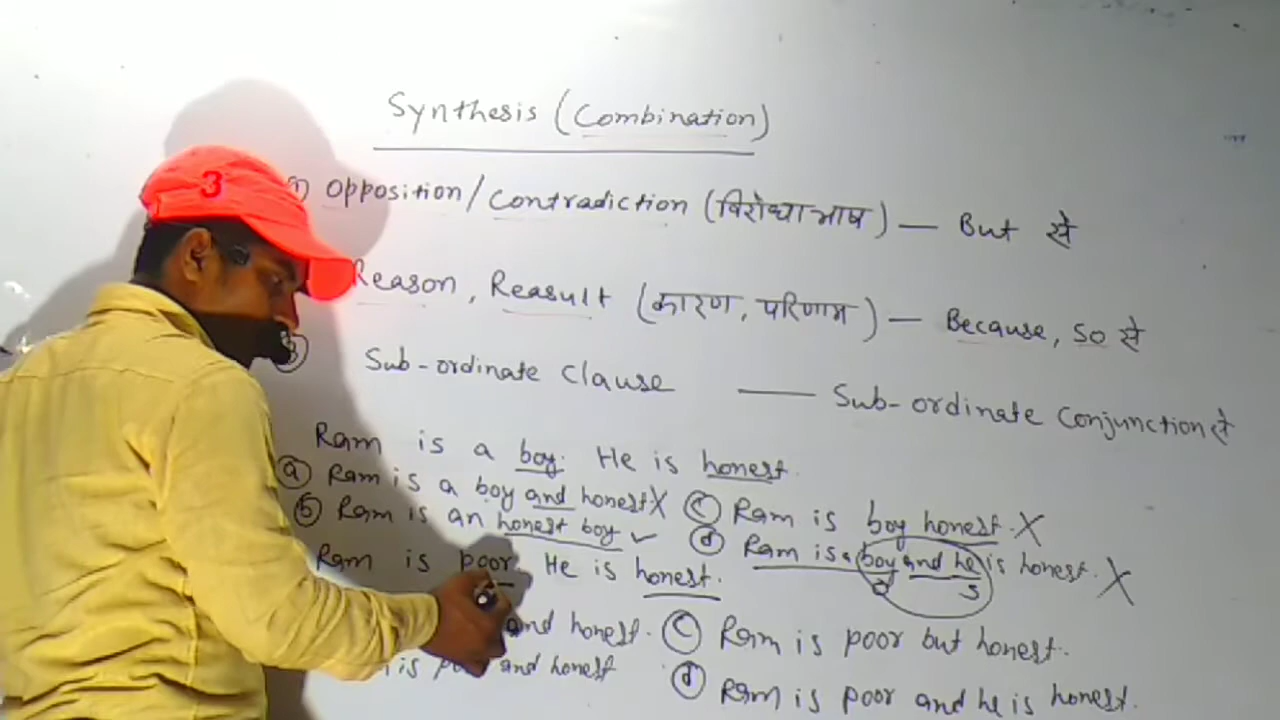 Synthesis (Combination)
① Opposition/Contradiction (विरोधाभाष) — But से
Reason, Reasult (कारण, परिणाम) — Because, So से
③ Sub-ordinate Clause — Sub-ordinate Conjunction से
Ram is a boy. He is honest.
ⓐ Ram is a boy and honest X ⓒ Ram is boy honest. X
ⓑ Ram is an honest boy ✓ ⓓ Ram is a boy and he is honest. X
O S
Ram is poor. He is honest.
and honest. ⓒ Ram is poor but honest.
is and honest ⓓ Ram is poor and he is honest.
3